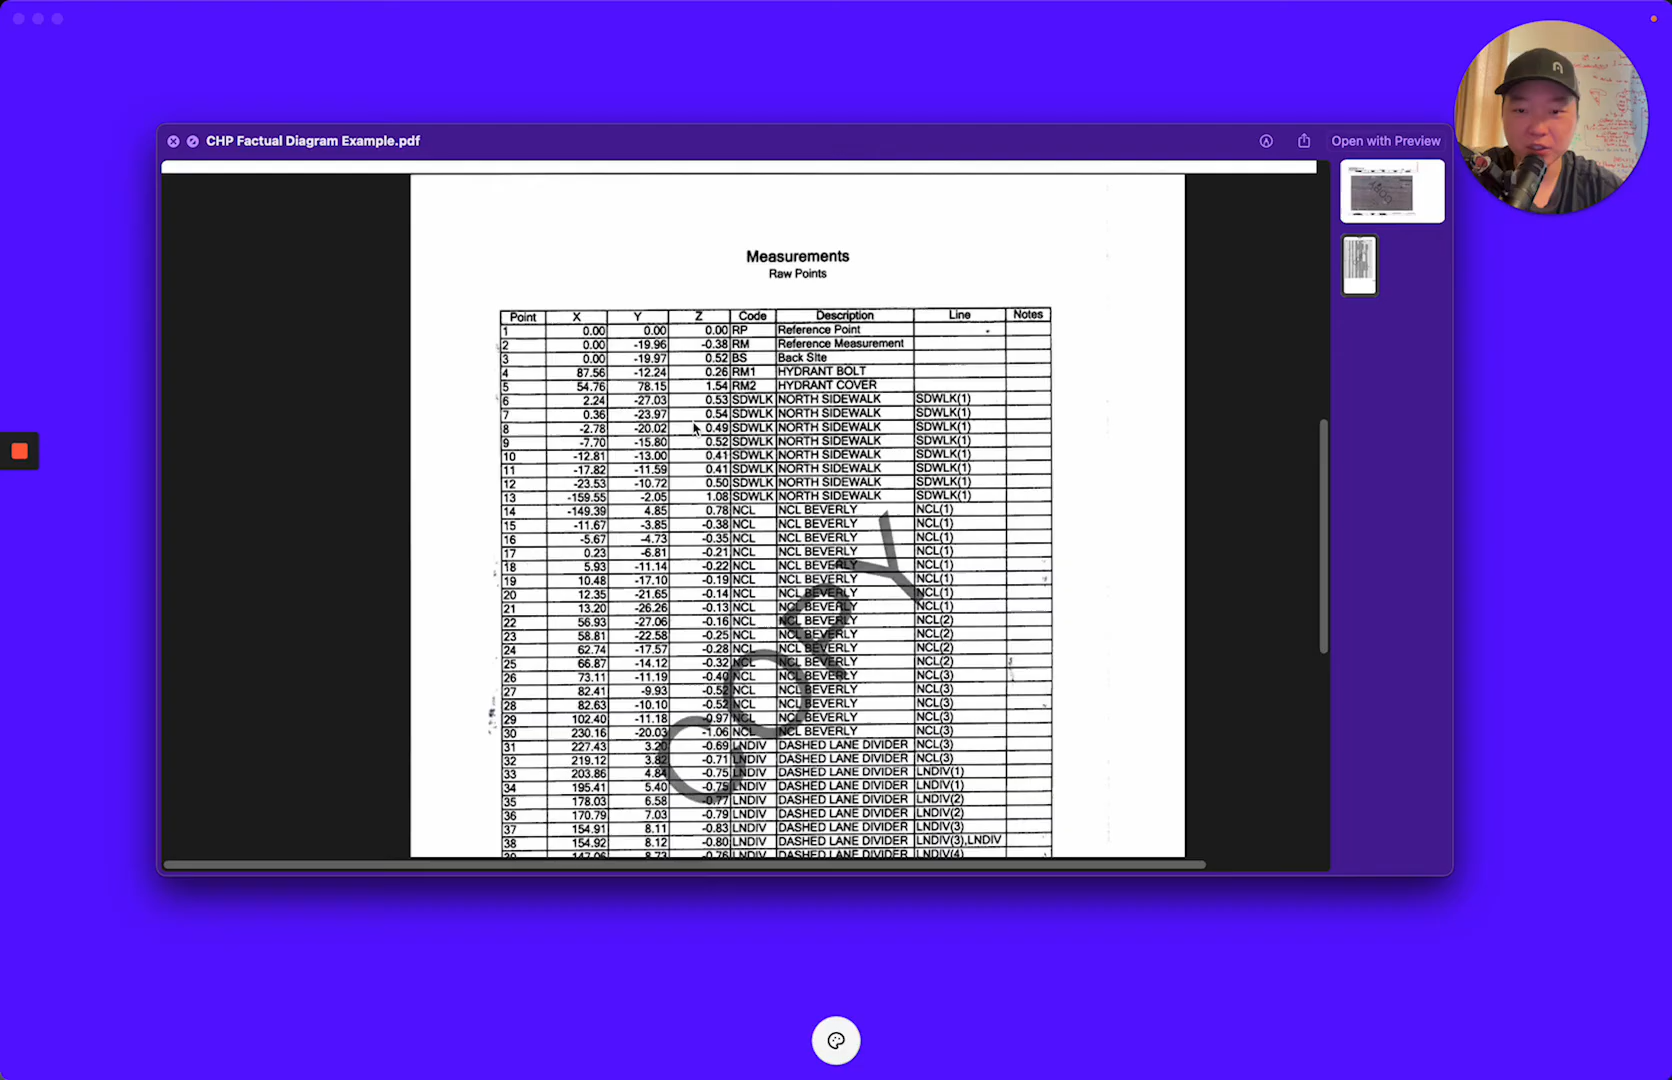 CHP Factual Diagram Example.pdf
Open with Preview
Measurements
Raw Points
Point X Y Z Code Description Line Notes
1 0.00 0.00 0.00 RP Reference Point
2 0.00 -19.96 -0.38 RM Reference Measurement
3 0.00 -19.97 0.52 BS Back Site
4 87.56 -12.24 0.26 RM1 HYDRANT BOLT
5 54.76 78.15 1.54 RM2 HYDRANT COVER
6 2.24 -27.03 0.53 SDWLK NORTH SIDEWALK SDWLK(1)
7 0.36 -23.97 0.54 SDWLK NORTH SIDEWALK SDWLK(1)
8 -2.78 -20.02 0.49 SDWLK NORTH SIDEWALK SDWLK(1)
9 -7.70 -15.80 0.52 SDWLK NORTH SIDEWALK SDWLK(1)
10 -12.81 -13.00 0.41 SDWLK NORTH SIDEWALK SDWLK(1)
11 -17.82 -11.59 0.41 SDWLK NORTH SIDEWALK SDWLK(1)
12 -23.53 -10.72 0.50 SDWLK NORTH SIDEWALK SDWLK(1)
13 -159.55 -2.05 1.08 SDWLK NORTH SIDEWALK SDWLK(1)
14 -149.39 4.85 0.78 NCL NCL BEVERLY NCL(1)
15 -11.67 -3.85 -0.38 NCL NCL BEVERLY NCL(1)
16 -5.67 -4.73 -0.35 NCL NCL BEVERLY NCL(1)
17 0.23 -6.81 -0.21 NCL NCL BEVERLY NCL(1)
18 5.93 -11.14 -0.22 NCL NCL BEVERLY NCL(1)
19 10.48 -17.10 -0.19 NCL NCL BEVERLY NCL(1)
20 12.35 -21.65 -0.14 NCL NCL BEVERLY NCL(1)
21 13.20 -26.26 -0.13 NCL NCL BEVERLY NCL(1)
22 56.93 -27.06 -0.16 NCL NCL BEVERLY NCL(2)
23 58.81 -22.58 -0.25 NCL NCL BEVERLY NCL(2)
24 62.74 -17.57 -0.28 NCL NCL BEVERLY NCL(2)
25 66.87 -14.12 -0.32 NCL NCL BEVERLY NCL(2)
26 73.11 -11.19 -0.40 NCL NCL BEVERLY NCL(3)
27 82.41 -9.93 -0.52 NCL NCL BEVERLY NCL(3)
28 82.63 -10.10 -0.52 NCL NCL BEVERLY NCL(3)
29 102.40 -11.18 -0.97 NCL NCL BEVERLY NCL(3)
30 230.16 -20.03 -1.06 NCL NCL BEVERLY NCL(3)
31 227.43 3.20 -0.69 LNDIV DASHED LANE DIVIDER NCL(3)
32 219.12 3.82 -0.71 LNDIV DASHED LANE DIVIDER NCL(3)
33 203.86 4.84 -0.75 LNDIV DASHED LANE DIVIDER LNDIV(1)
34 195.41 5.40 -0.75 LNDIV DASHED LANE DIVIDER LNDIV(1)
35 178.03 6.58 -0.77 LNDIV DASHED LANE DIVIDER LNDIV(2)
36 170.79 7.03 -0.79 LNDIV DASHED LANE DIVIDER LNDIV(2)
37 154.91 8.11 -0.83 LNDIV DASHED LANE DIVIDER LNDIV(3)
38 154.92 8.12 -0.80 LNDIV DASHED LANE DIVIDER LNDIV(3),LNDIV
39 147.06 8.73 -0.76 LNDIV DASHED LANE DIVIDER LNDIV(4)
COPY